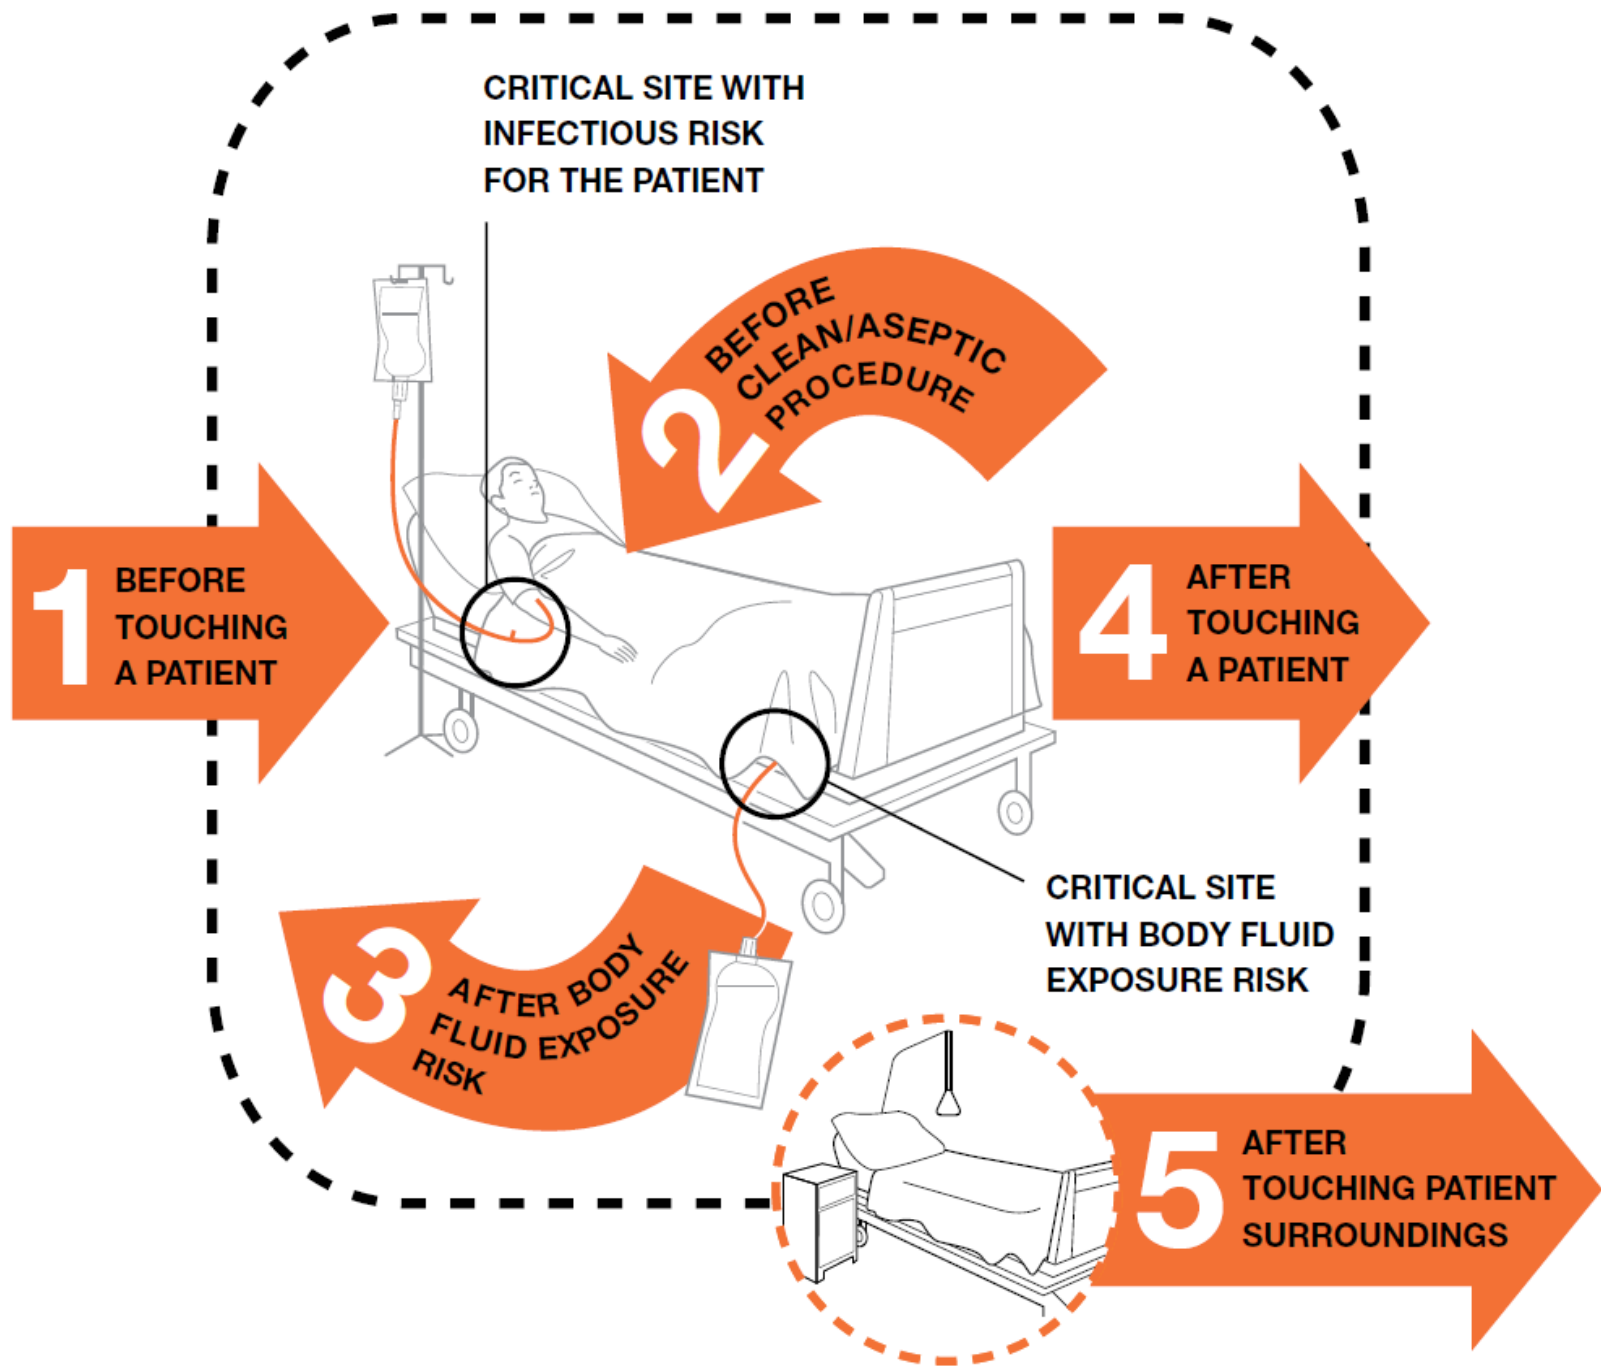 CRITICAL SITE WITH
INFECTIOUS RISK
FOR THE PATIENT
1
BEFORE
TOUCHING
A PATIENT
2
BEFORE
CLEAN/ASEPTIC
PROCEDURE
3
AFTER BODY
FLUID EXPOSURE
RISK
4
AFTER
TOUCHING
A PATIENT
CRITICAL SITE
WITH BODY FLUID
EXPOSURE RISK
5
AFTER
TOUCHING PATIENT
SURROUNDINGS